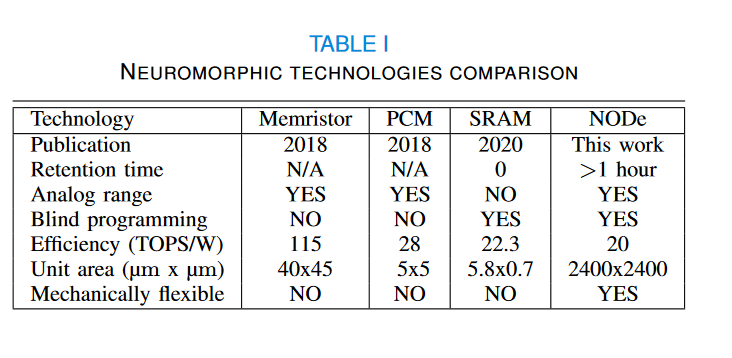 TABLE I
NEUROMORPHIC TECHNOLOGIES COMPARISON
Technology Memristor PCM SRAM NODe
Publication 2018 2018 2020 This work
Retention time N/A N/A 0 >1 hour
Analog range YES YES NO YES
Blind programming NO NO YES YES
Efficiency (TOPS/W) 115 28 22.3 20
Unit area (µm x µm) 40x45 5x5 5.8x0.7 2400x2400
Mechanically flexible NO NO NO YES